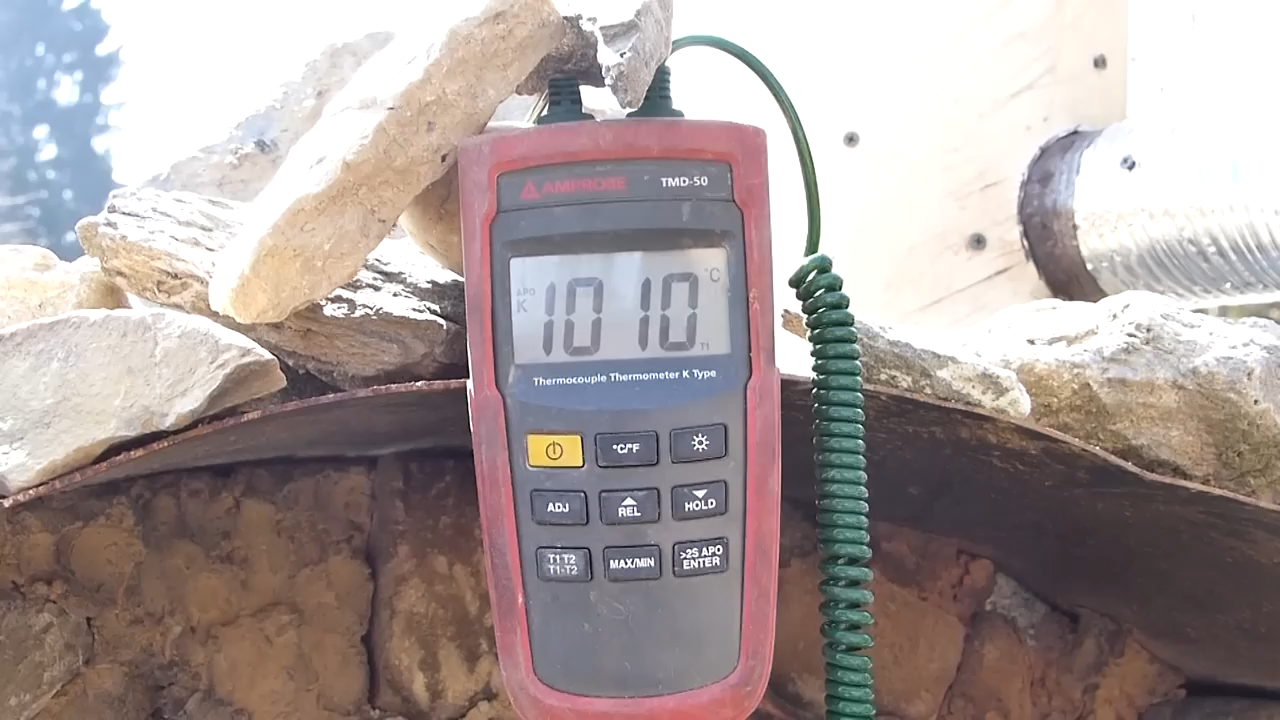 AMPROBE TMD-50
APO
K
1010 °C
T1
Thermocouple Thermometer K Type
°C/°F
ADJ
REL
HOLD
T1 T2
T1-T2
MAX/MIN
>2S APO
ENTER